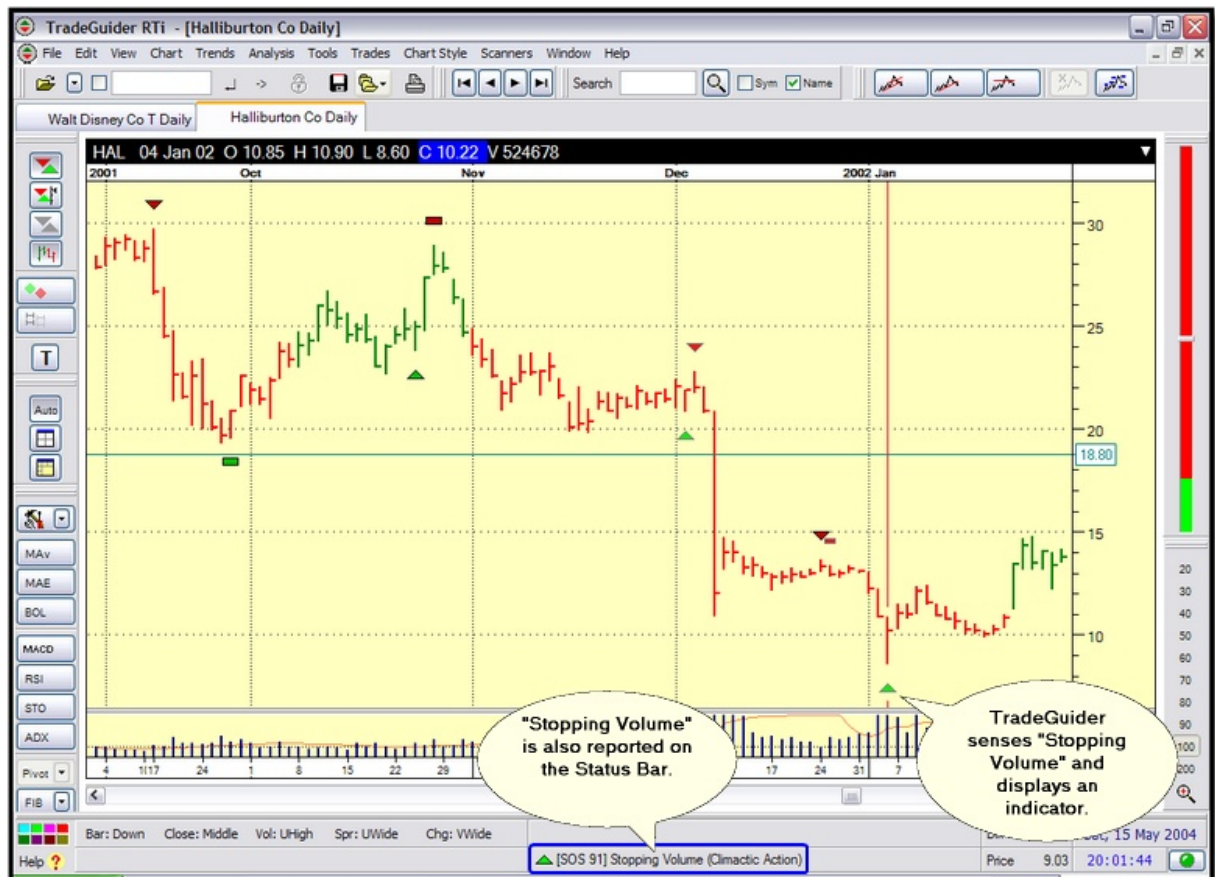 TradeGuider RTi - [Halliburton Co Daily]
File Edit View Chart Trends Analysis Tools Trades Chart Style Scanners Window Help
Search Sym Name
Walt Disney Co T Daily Halliburton Co Daily
HAL 04 Jan 02 O 10.85 H 10.90 L 8.60 C 10.22 V 524678
2001 Oct Nov Dec 2002 Jan
30
25
20
18.80
15
10
T
Auto
MAv
MAE
BOL
MACD
RSI
STO
ADX
Pivot
FIB
20
30
40
50
60
70
80
90
100
200
"Stopping Volume"
is also reported on
the Status Bar.
TradeGuider
senses "Stopping
Volume" and
displays an
indicator.
4 1117 24 1 8 15 22 29 17 24 31 7
Bar: Down Close: Middle Vol: UHigh Spr: UWide Chg: VWide 15 May 2004
Help ? [SOS 91] Stopping Volume (Climactic Action) Price 9.03 20:01:44